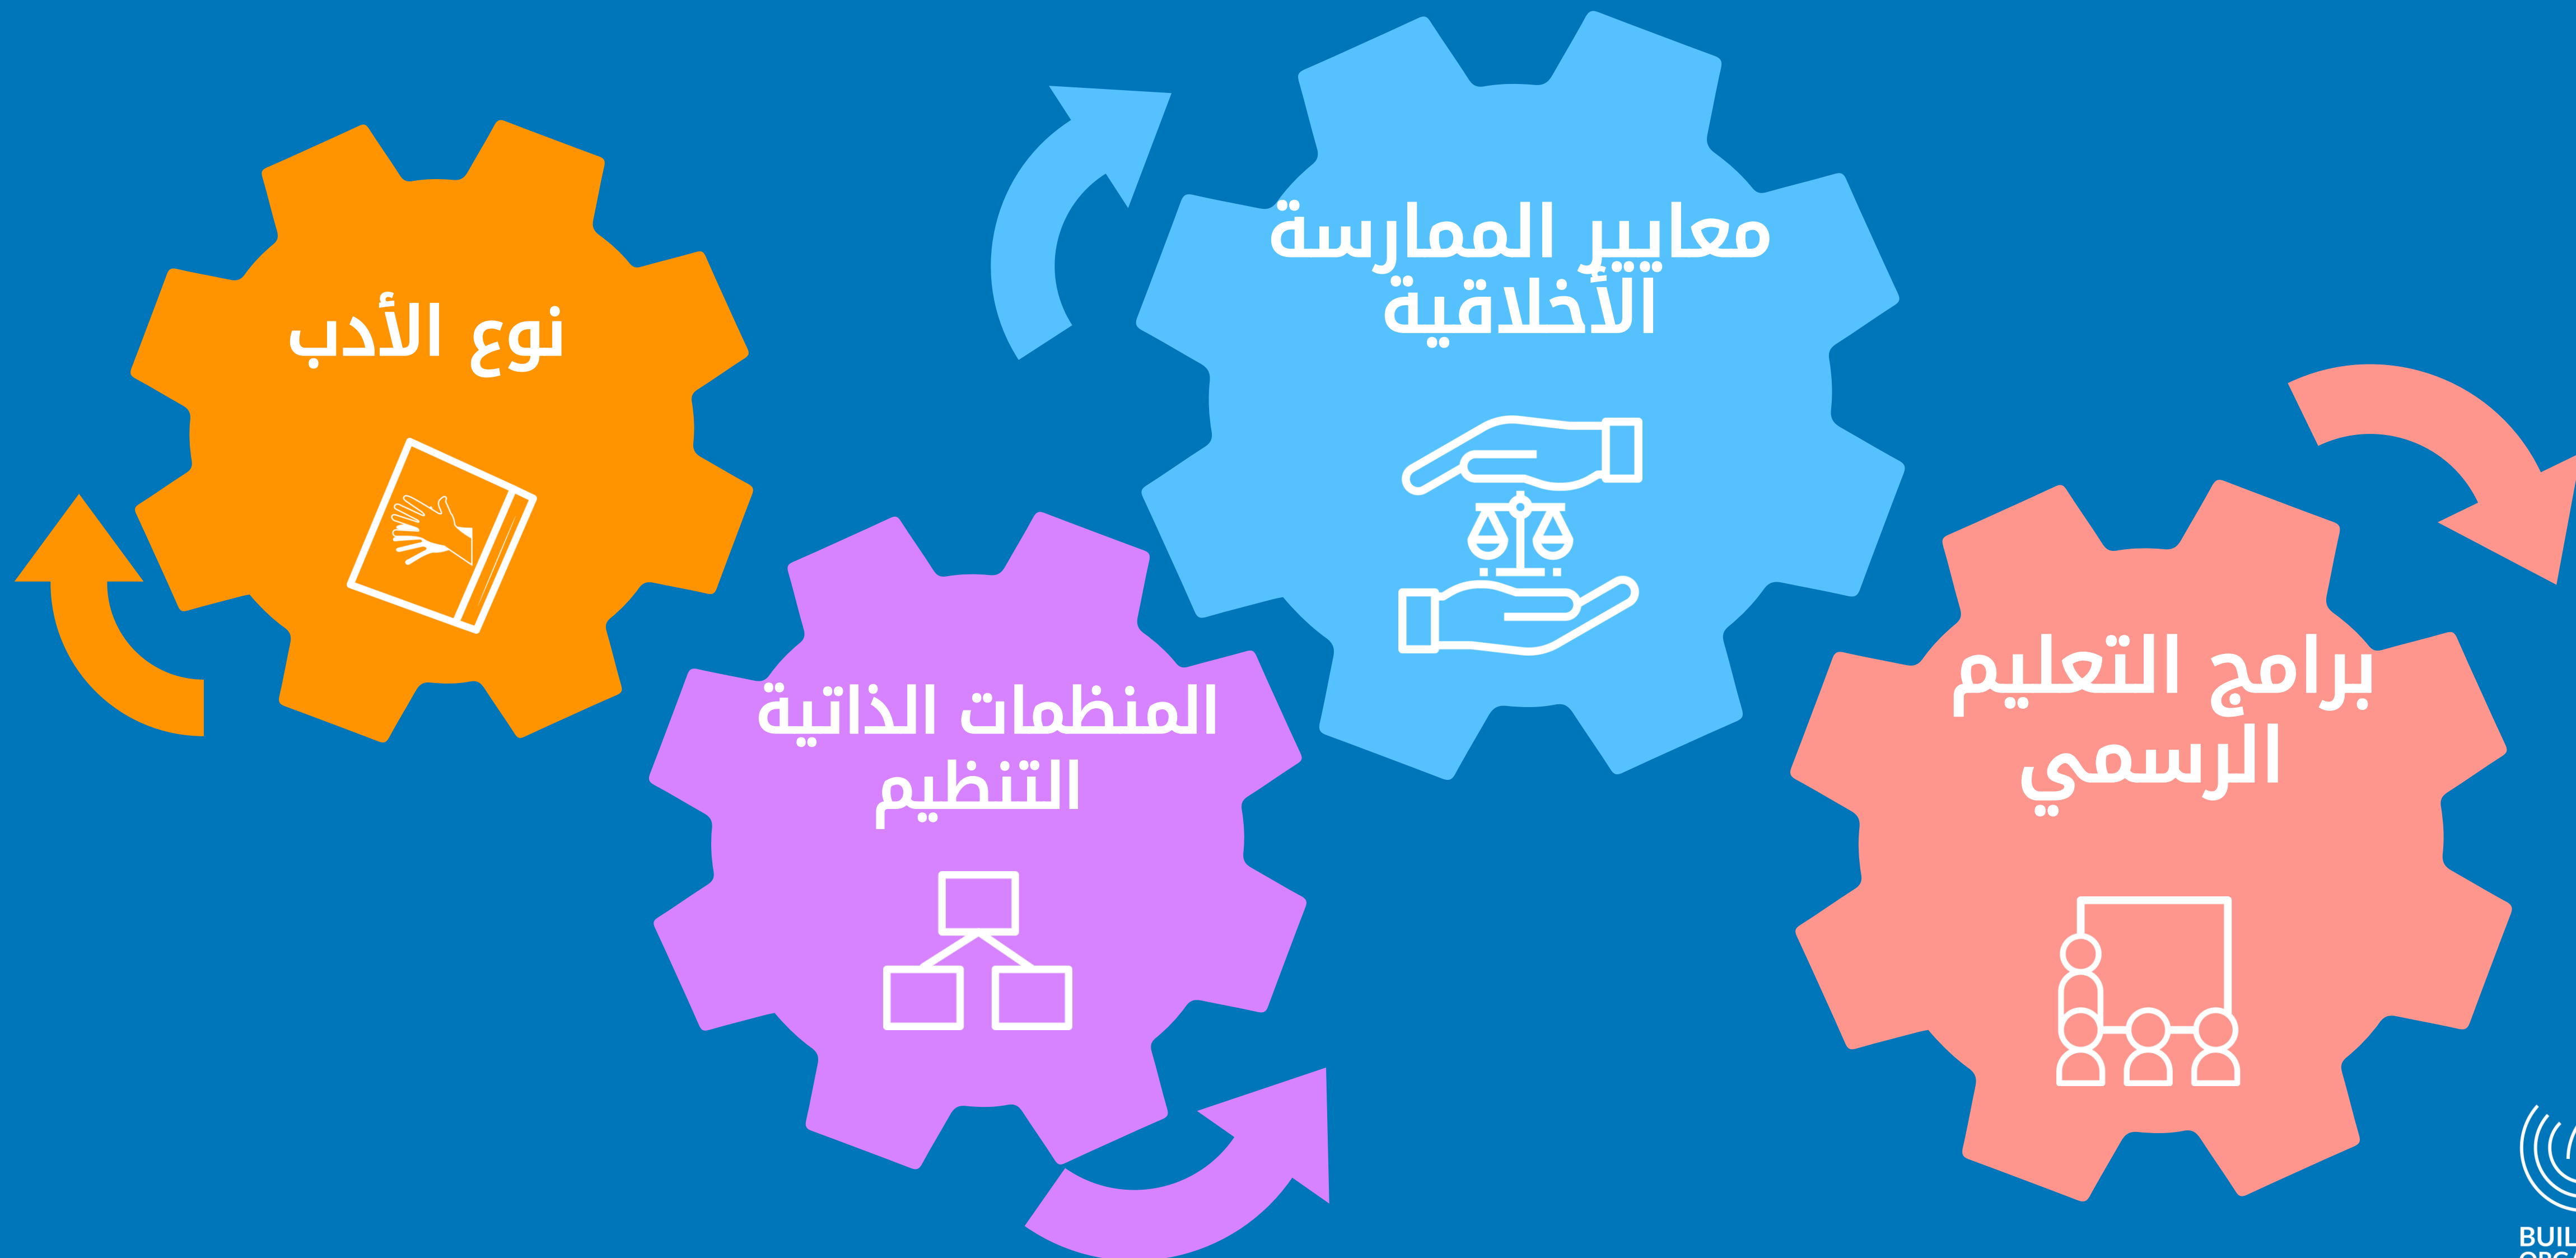 نوع الأدب
معايير الممارسة
الأخلاقية
المنظمات الذاتية
التنظيم
برامج التعليم
الرسمي